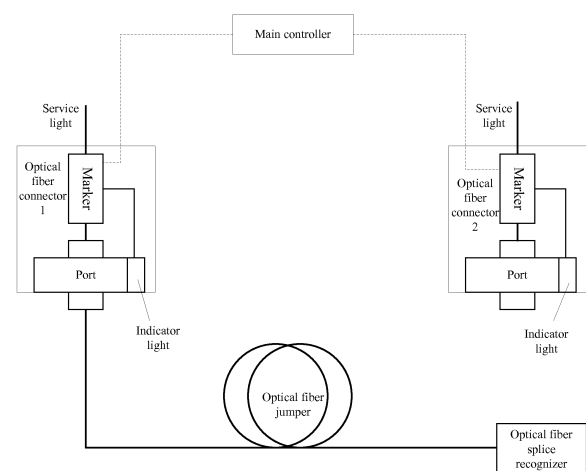 Main controller
Service
light
Service
light
Optical
fiber
connector
1
Marker
Optical
fiber
connector
2
Marker
Port
Port
Indicator
light
Indicator
light
Optical fiber
jumper
Optical fiber
splice
recognizer